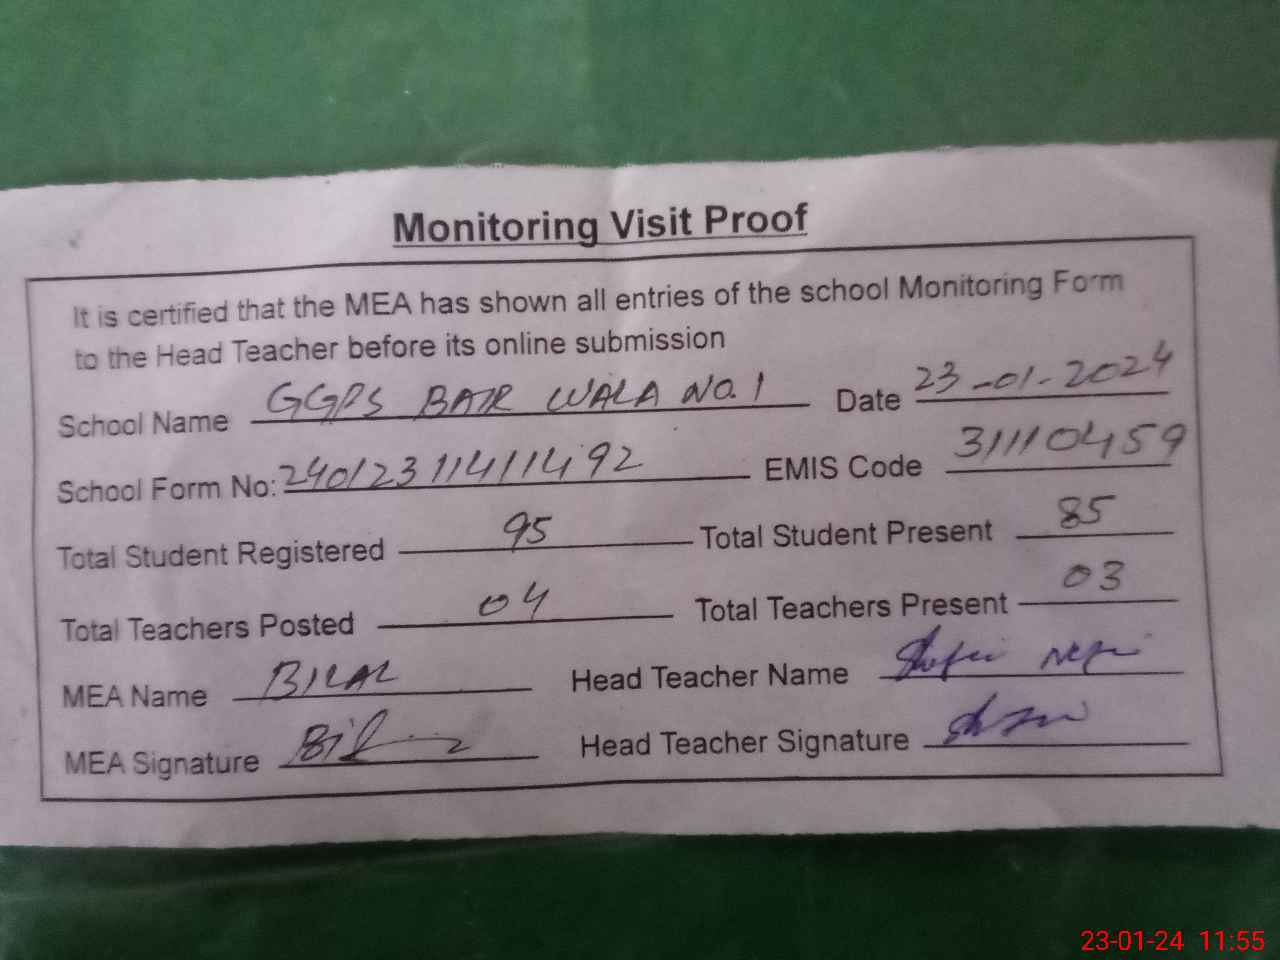 Monitoring Visit Proof
It is certified that the MEA has shown all entries of the school Monitoring Form
to the Head Teacher before its online submission
School Name GGPS BAIR WALA NO.1 Date 23-01-2024
School Form No: 24012311411492 EMIS Code 31110459
Total Student Registered 95 Total Student Present 85
Total Teachers Posted 04 Total Teachers Present 03
MEA Name BILAL Head Teacher Name
MEA Signature Head Teacher Signature
23-01-24 11:55